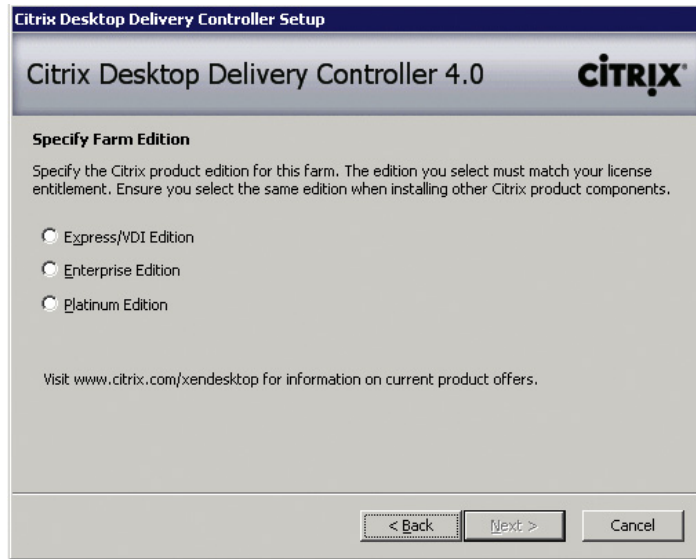 Citrix Desktop Delivery Controller Setup
Citrix Desktop Delivery Controller 4.0
CİTRIX
Specify Farm Edition
Specify the Citrix product edition for this farm. The edition you select must match your license
entitlement. Ensure you select the same edition when installing other Citrix product components.
Express/VDI Edition
Enterprise Edition
Platinum Edition
Visit www.citrix.com/xendesktop for information on current product offers.
< Back
Next >
Cancel